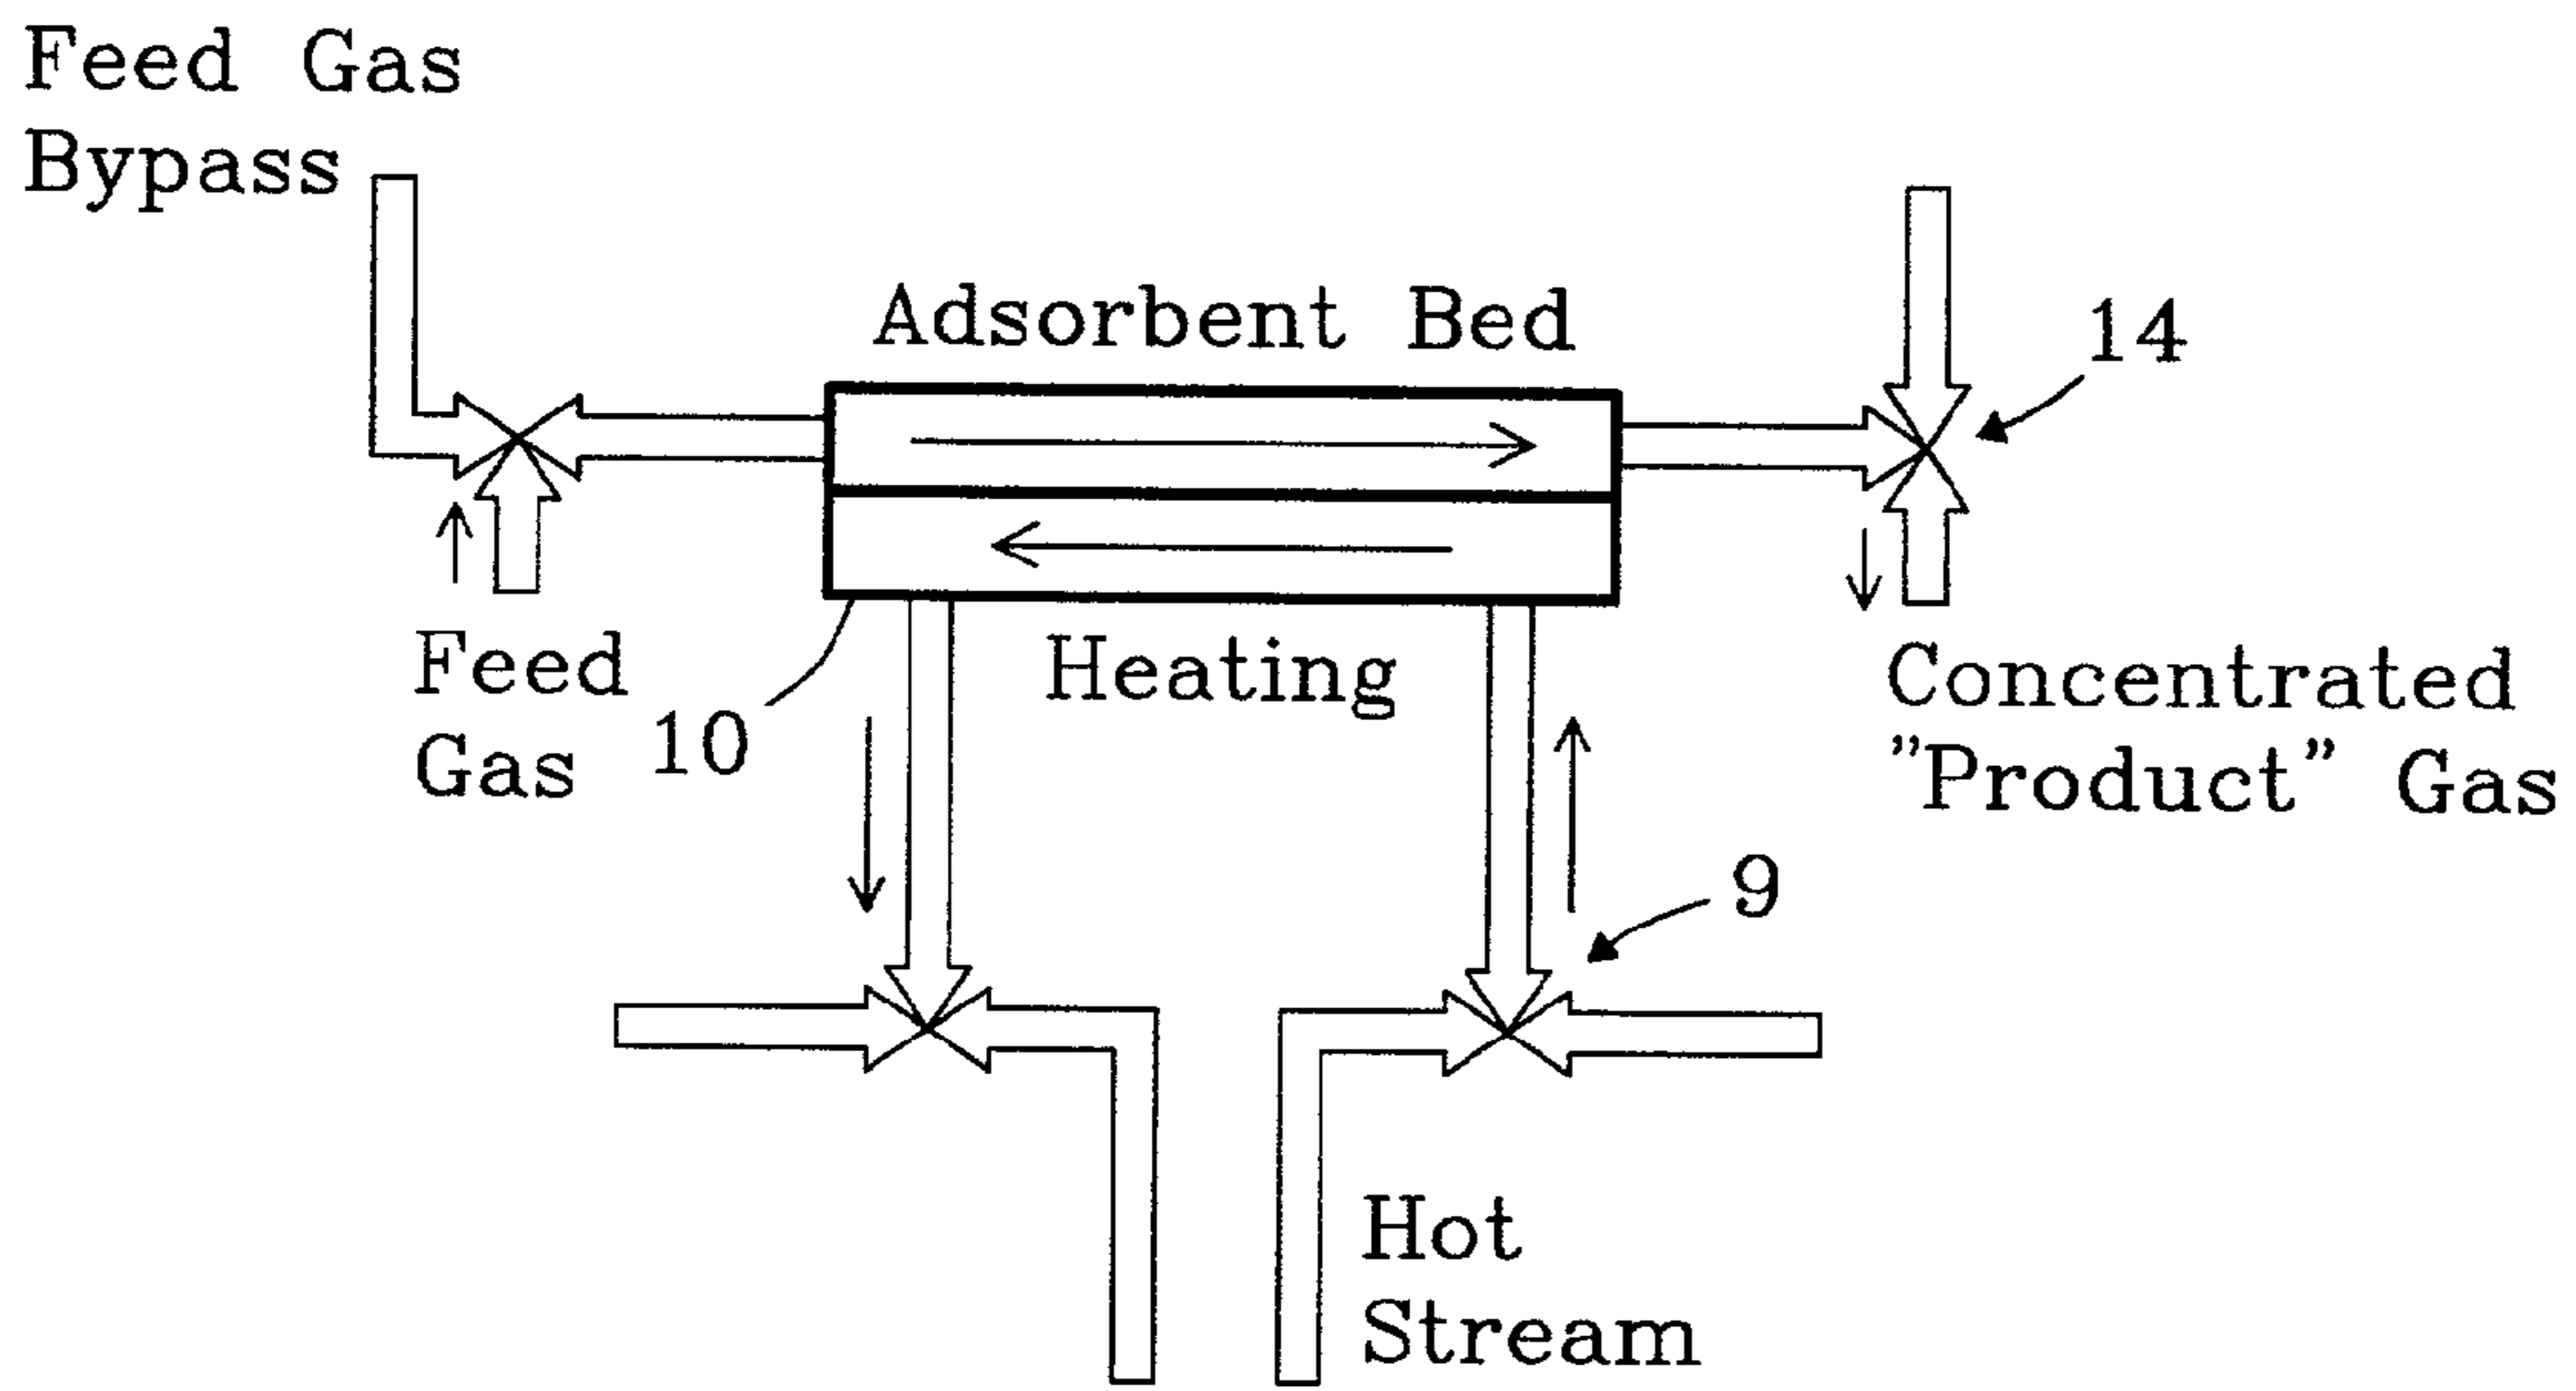 Feed Gas
Bypass
Adsorbent Bed
14
Feed
Gas
10
Heating
Concentrated
"Product" Gas
9
Hot
Stream